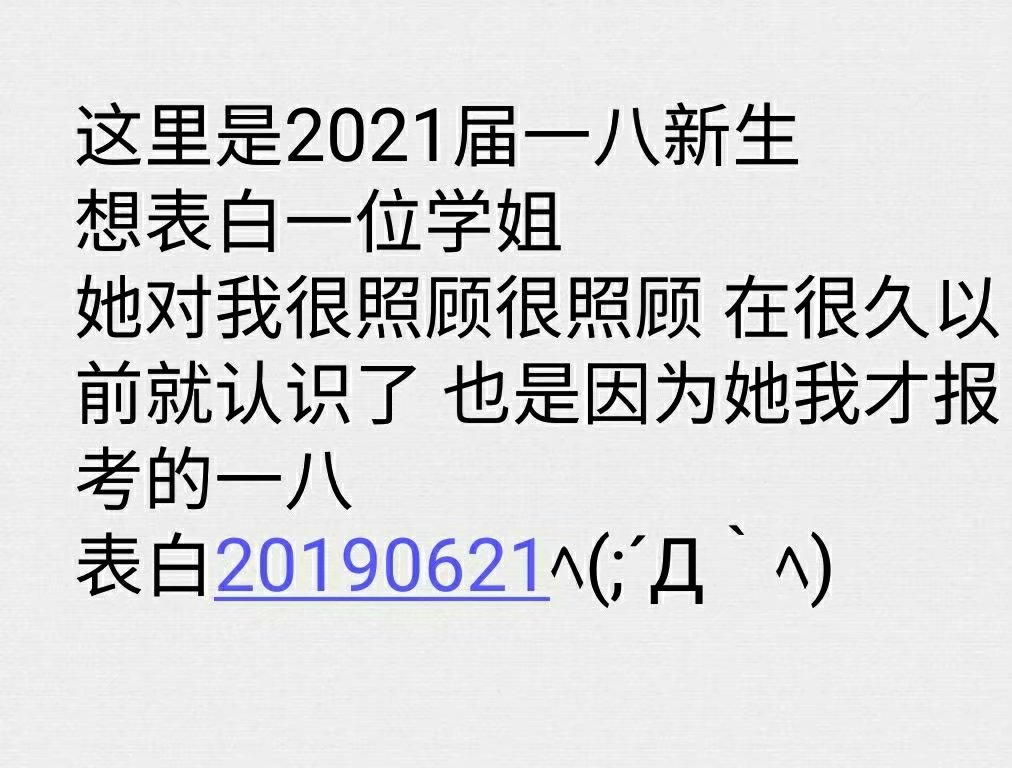 这里是2021届一八新生
想表白一位学姐
她对我很照顾很照顾 在很久以
前就认识了 也是因为她我才报
考的一八
表白20190621ﾍ(;´Д｀ﾍ)